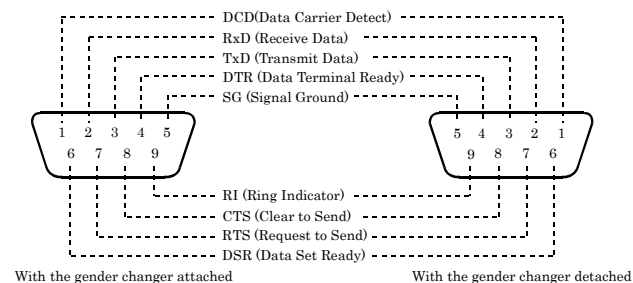 DCD(Data Carrier Detect)
RxD (Receive Data)
TxD (Transmit Data)
DTR (Data Terminal Ready)
SG (Signal Ground)
1 2 3 4 5
5 4 3 2 1
6 7 8 9
9 8 7 6
RI (Ring Indicator)
CTS (Clear to Send)
RTS (Request to Send)
DSR (Data Set Ready)
With the gender changer attached
With the gender changer detached